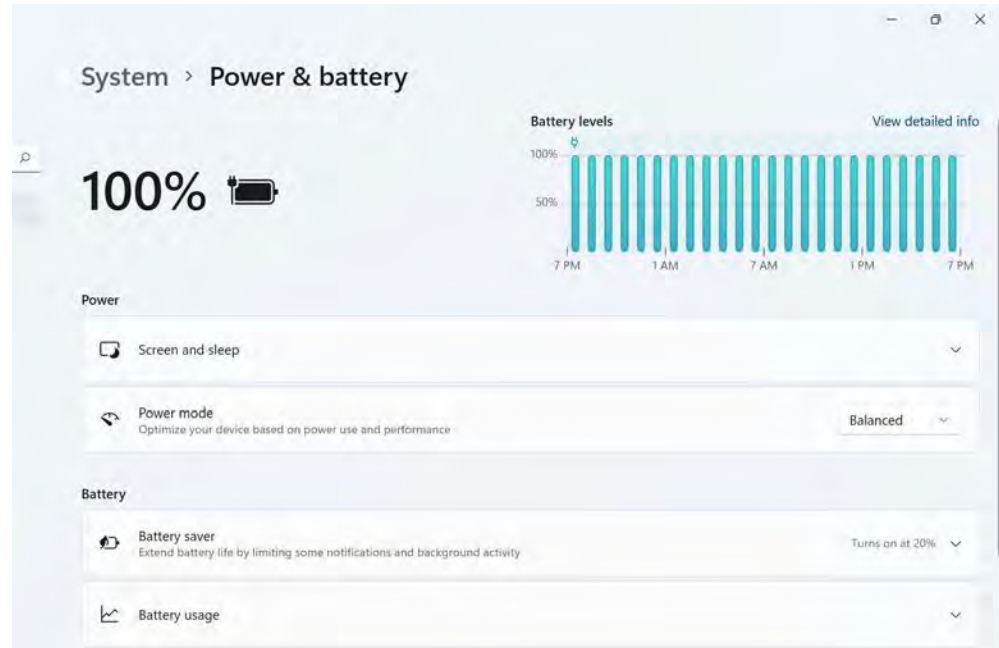 System > Power & battery
Battery levels
View detailed info
100%
100%
50%
7 PM 1 AM 7 AM 1 PM 7 PM
Power
Screen and sleep
Power mode
Optimize your device based on power use and performance
Balanced
Battery
Battery saver
Extend battery life by limiting some notifications and background activity
Turns on at 20%
Battery usage